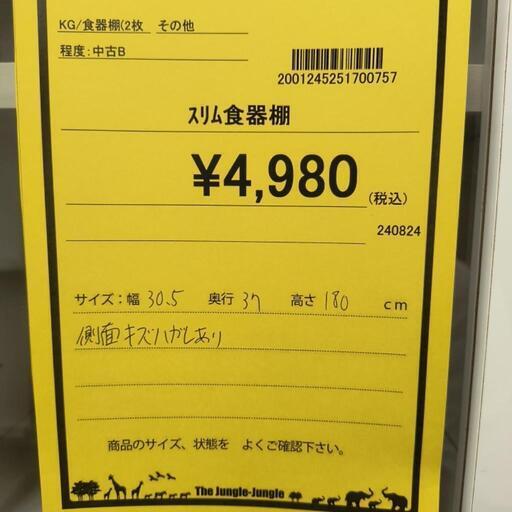 KG/食器棚(2枚 その他
程度:中古B
2001245251700757
ｽﾘﾑ食器棚
¥4,980
(税込)
240824
サイズ:幅 30.5 奥行 37 高さ 180 cm
側面キズハガレあり
商品のサイズ、状態を よくご確認下さい。
The Jungle-Jungle